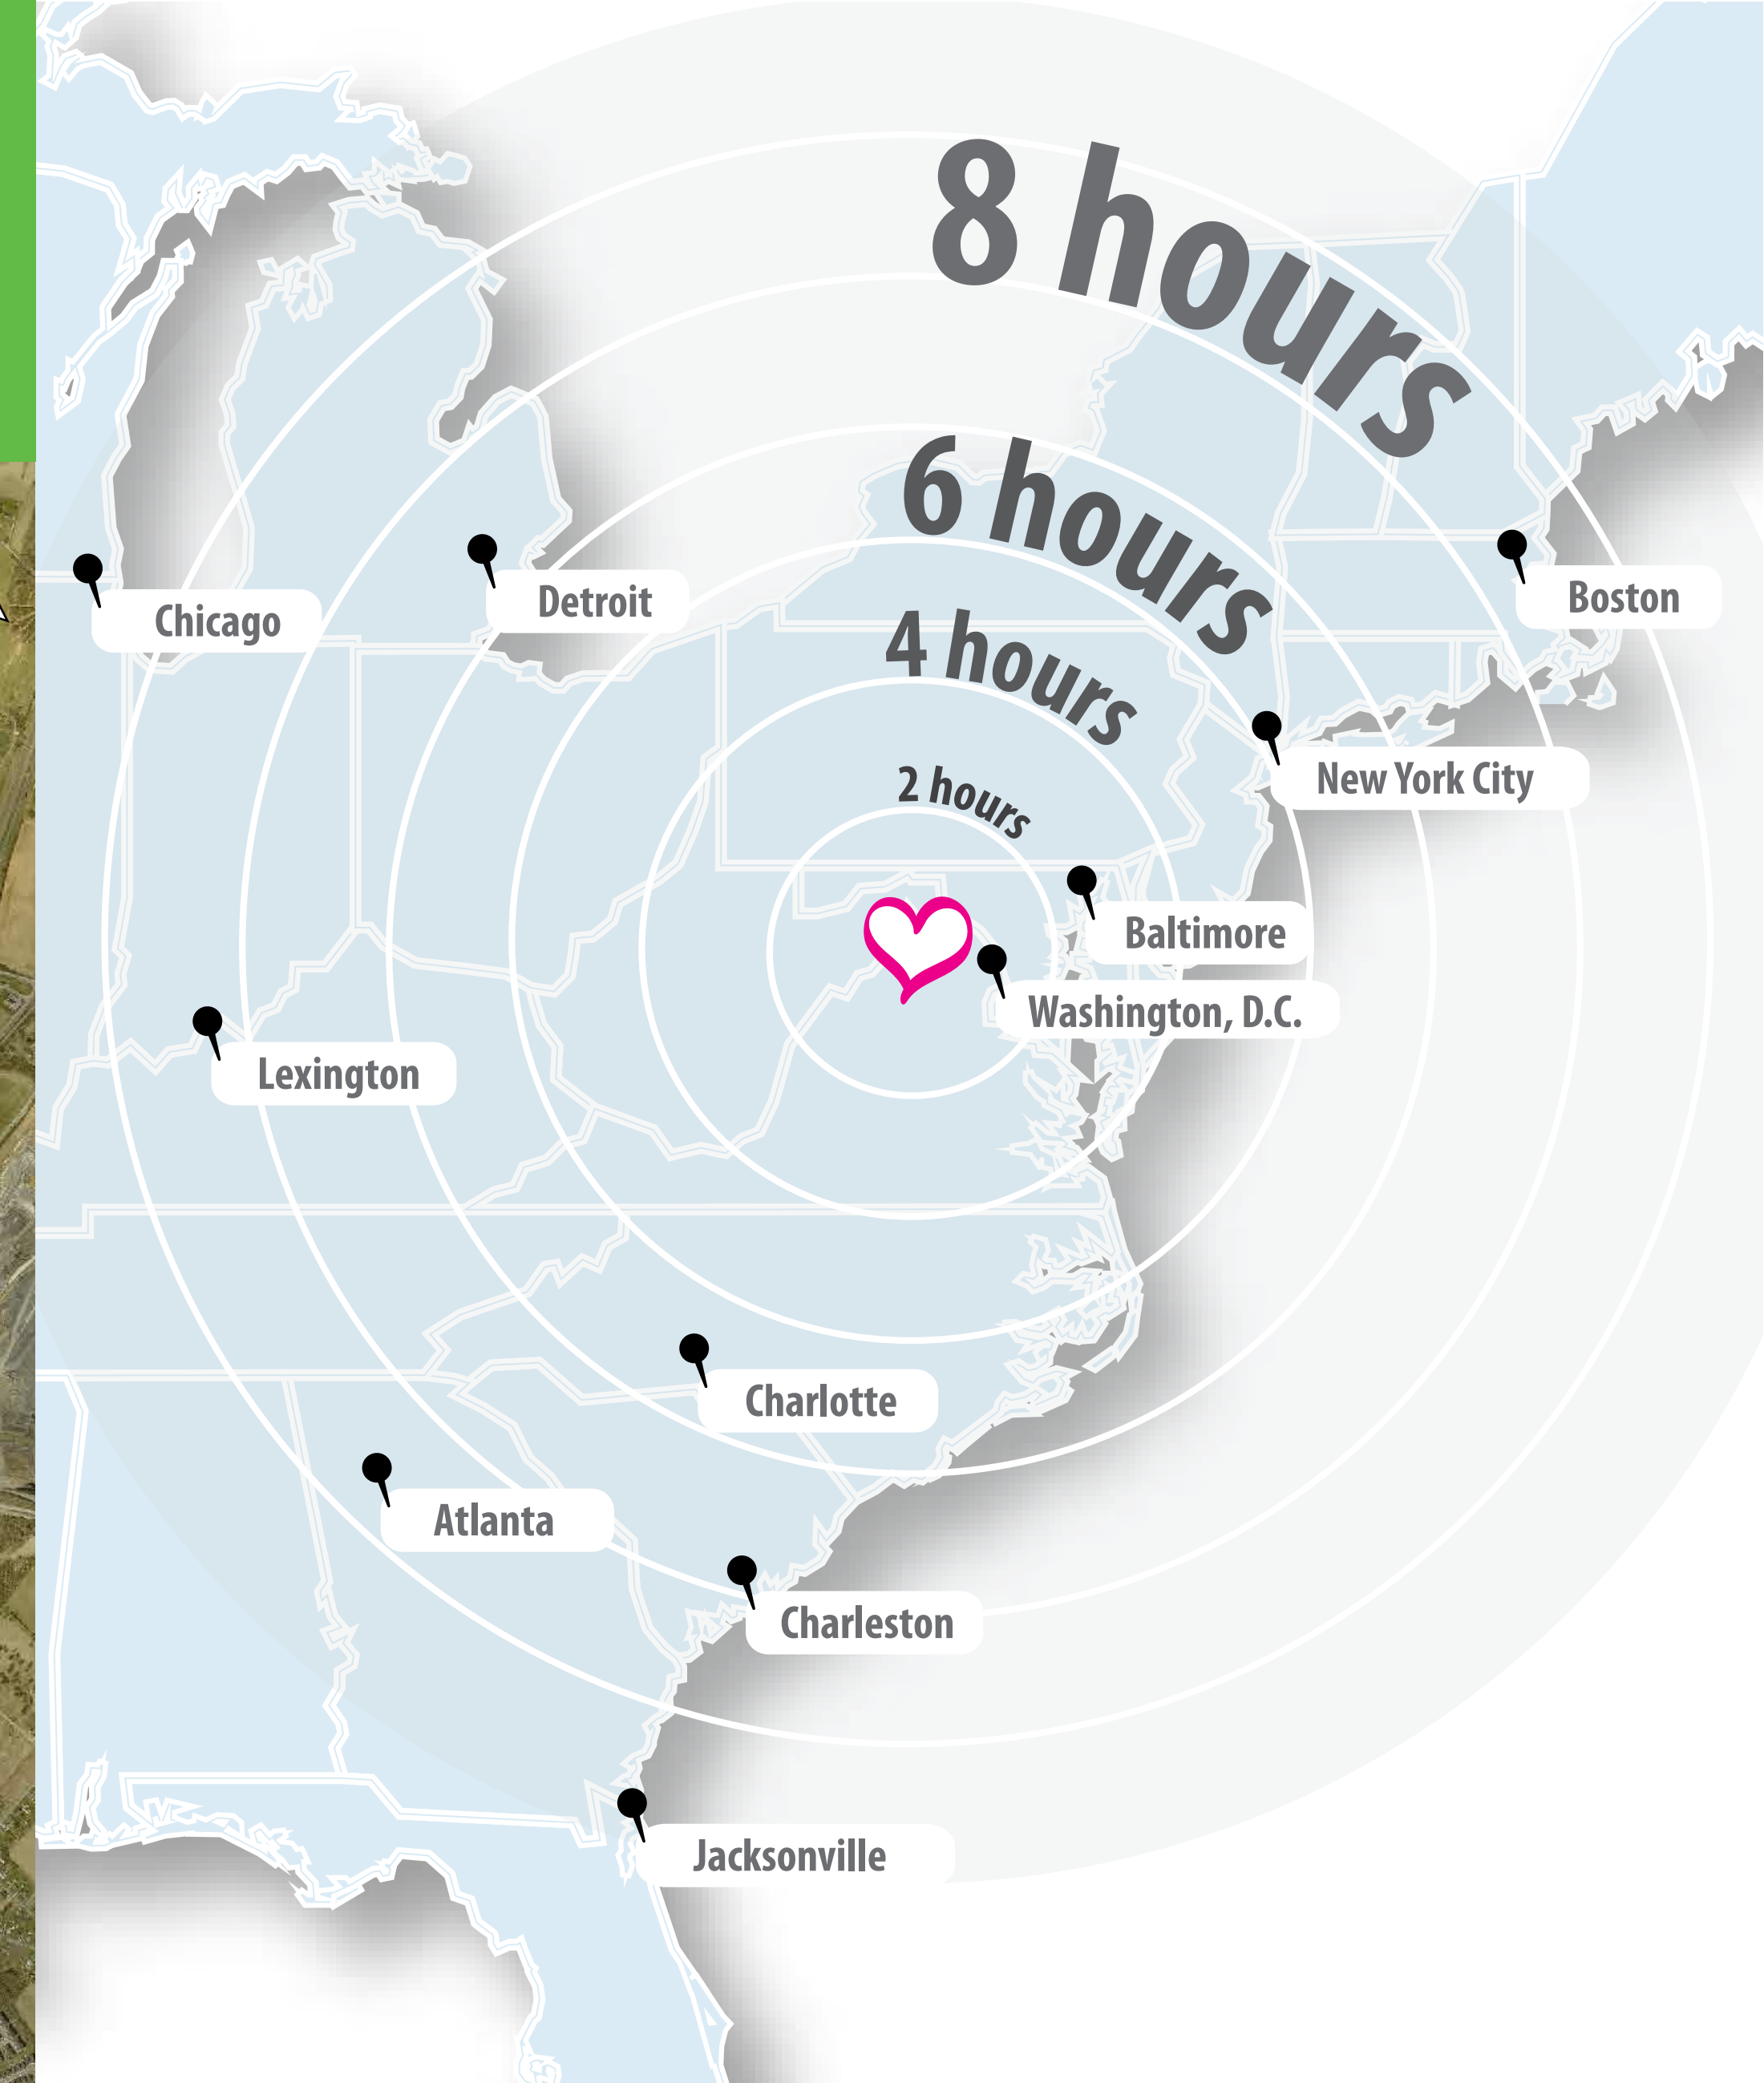 8 hours
6 hours
4 hours
2 hours
Chicago
Detroit
Boston
New York City
Baltimore
Washington, D.C.
Lexington
Charlotte
Atlanta
Charleston
Jacksonville